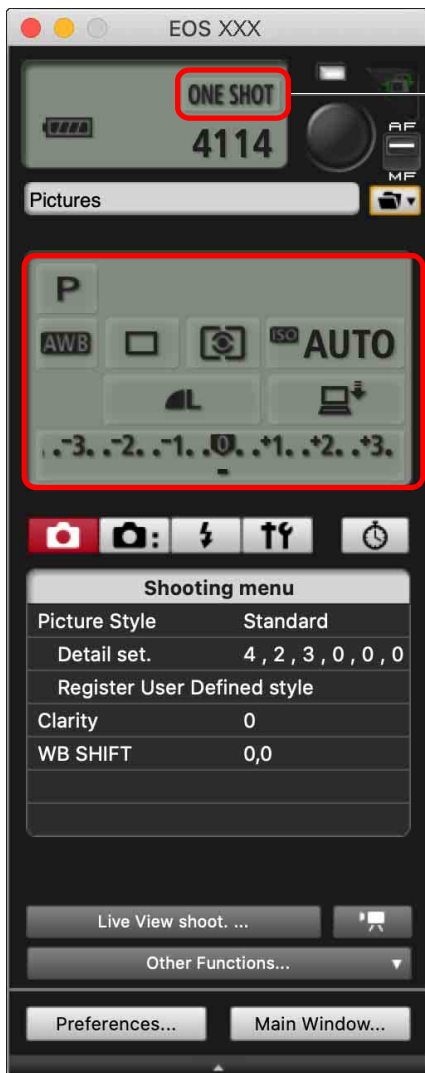 EOS XXX
ONE SHOT
4114
AF
MF
Pictures
P
AWB ISO AUTO
L
. .-3. .-2. .-1. .0. .+1. .+2. .+3.
Shooting menu
Picture Style Standard
Detail set. 4 , 2 , 3 , 0 , 0 , 0
Register User Defined style
Clarity 0
WB SHIFT 0,0
Live View shoot. ...
Other Functions...
Preferences... Main Window...